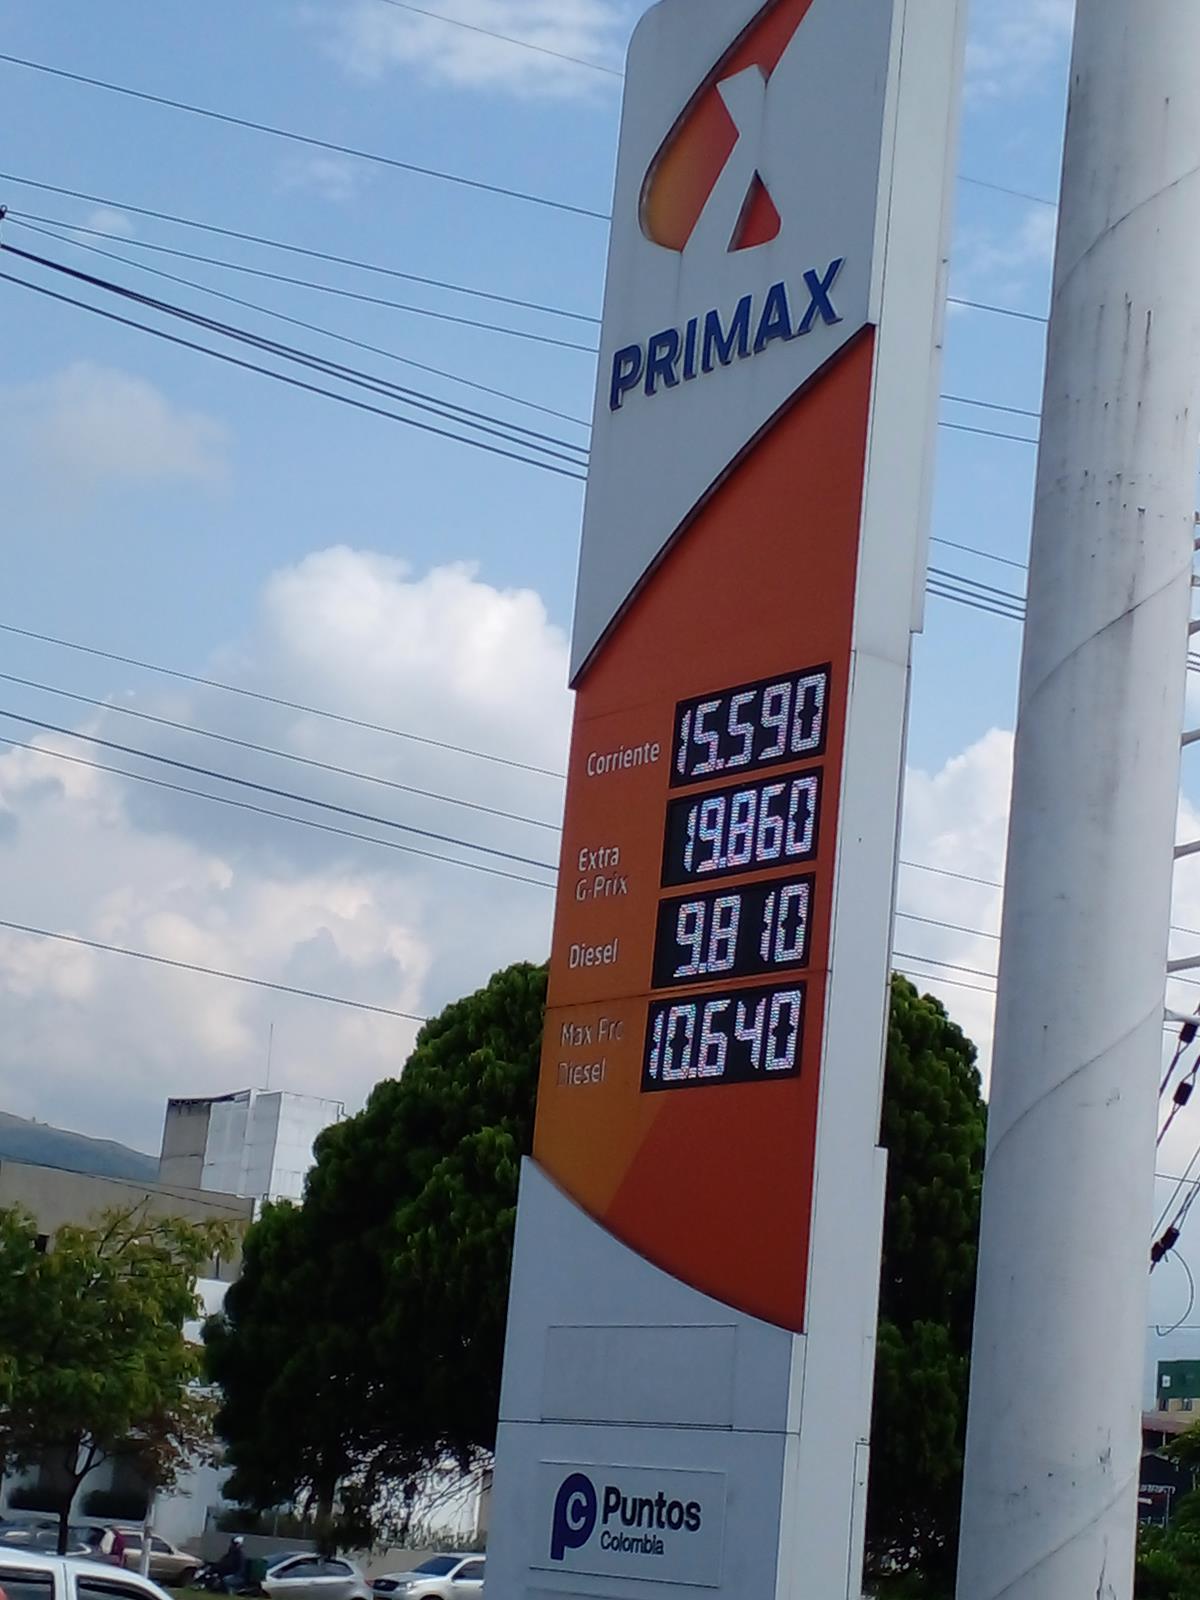 PRIMAX
Corriente 15.590
Extra
G-Prix 19.860
Diesel 9.810
Max Pro
Diesel 10.640
Puntos
Colombia